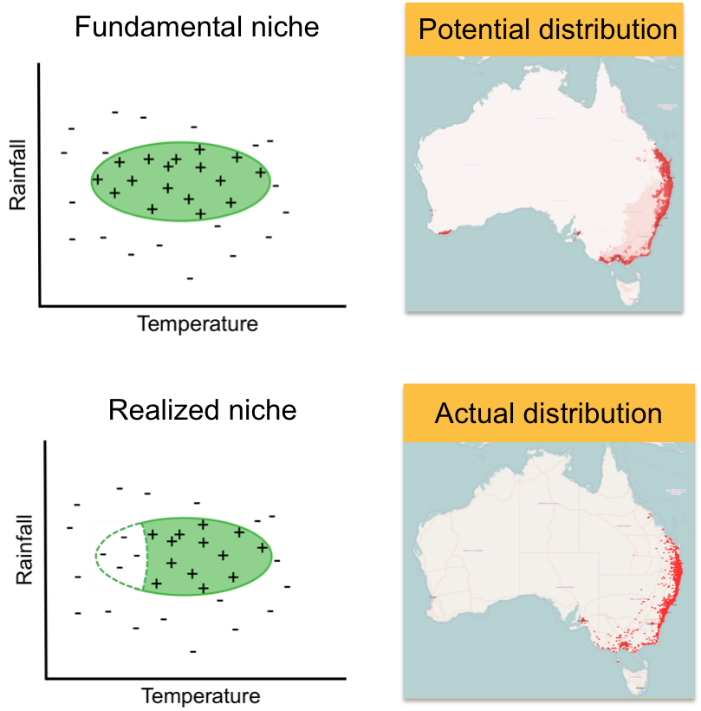 Fundamental niche
Potential distribution
Rainfall
Temperature
Realized niche
Actual distribution
Rainfall
Temperature